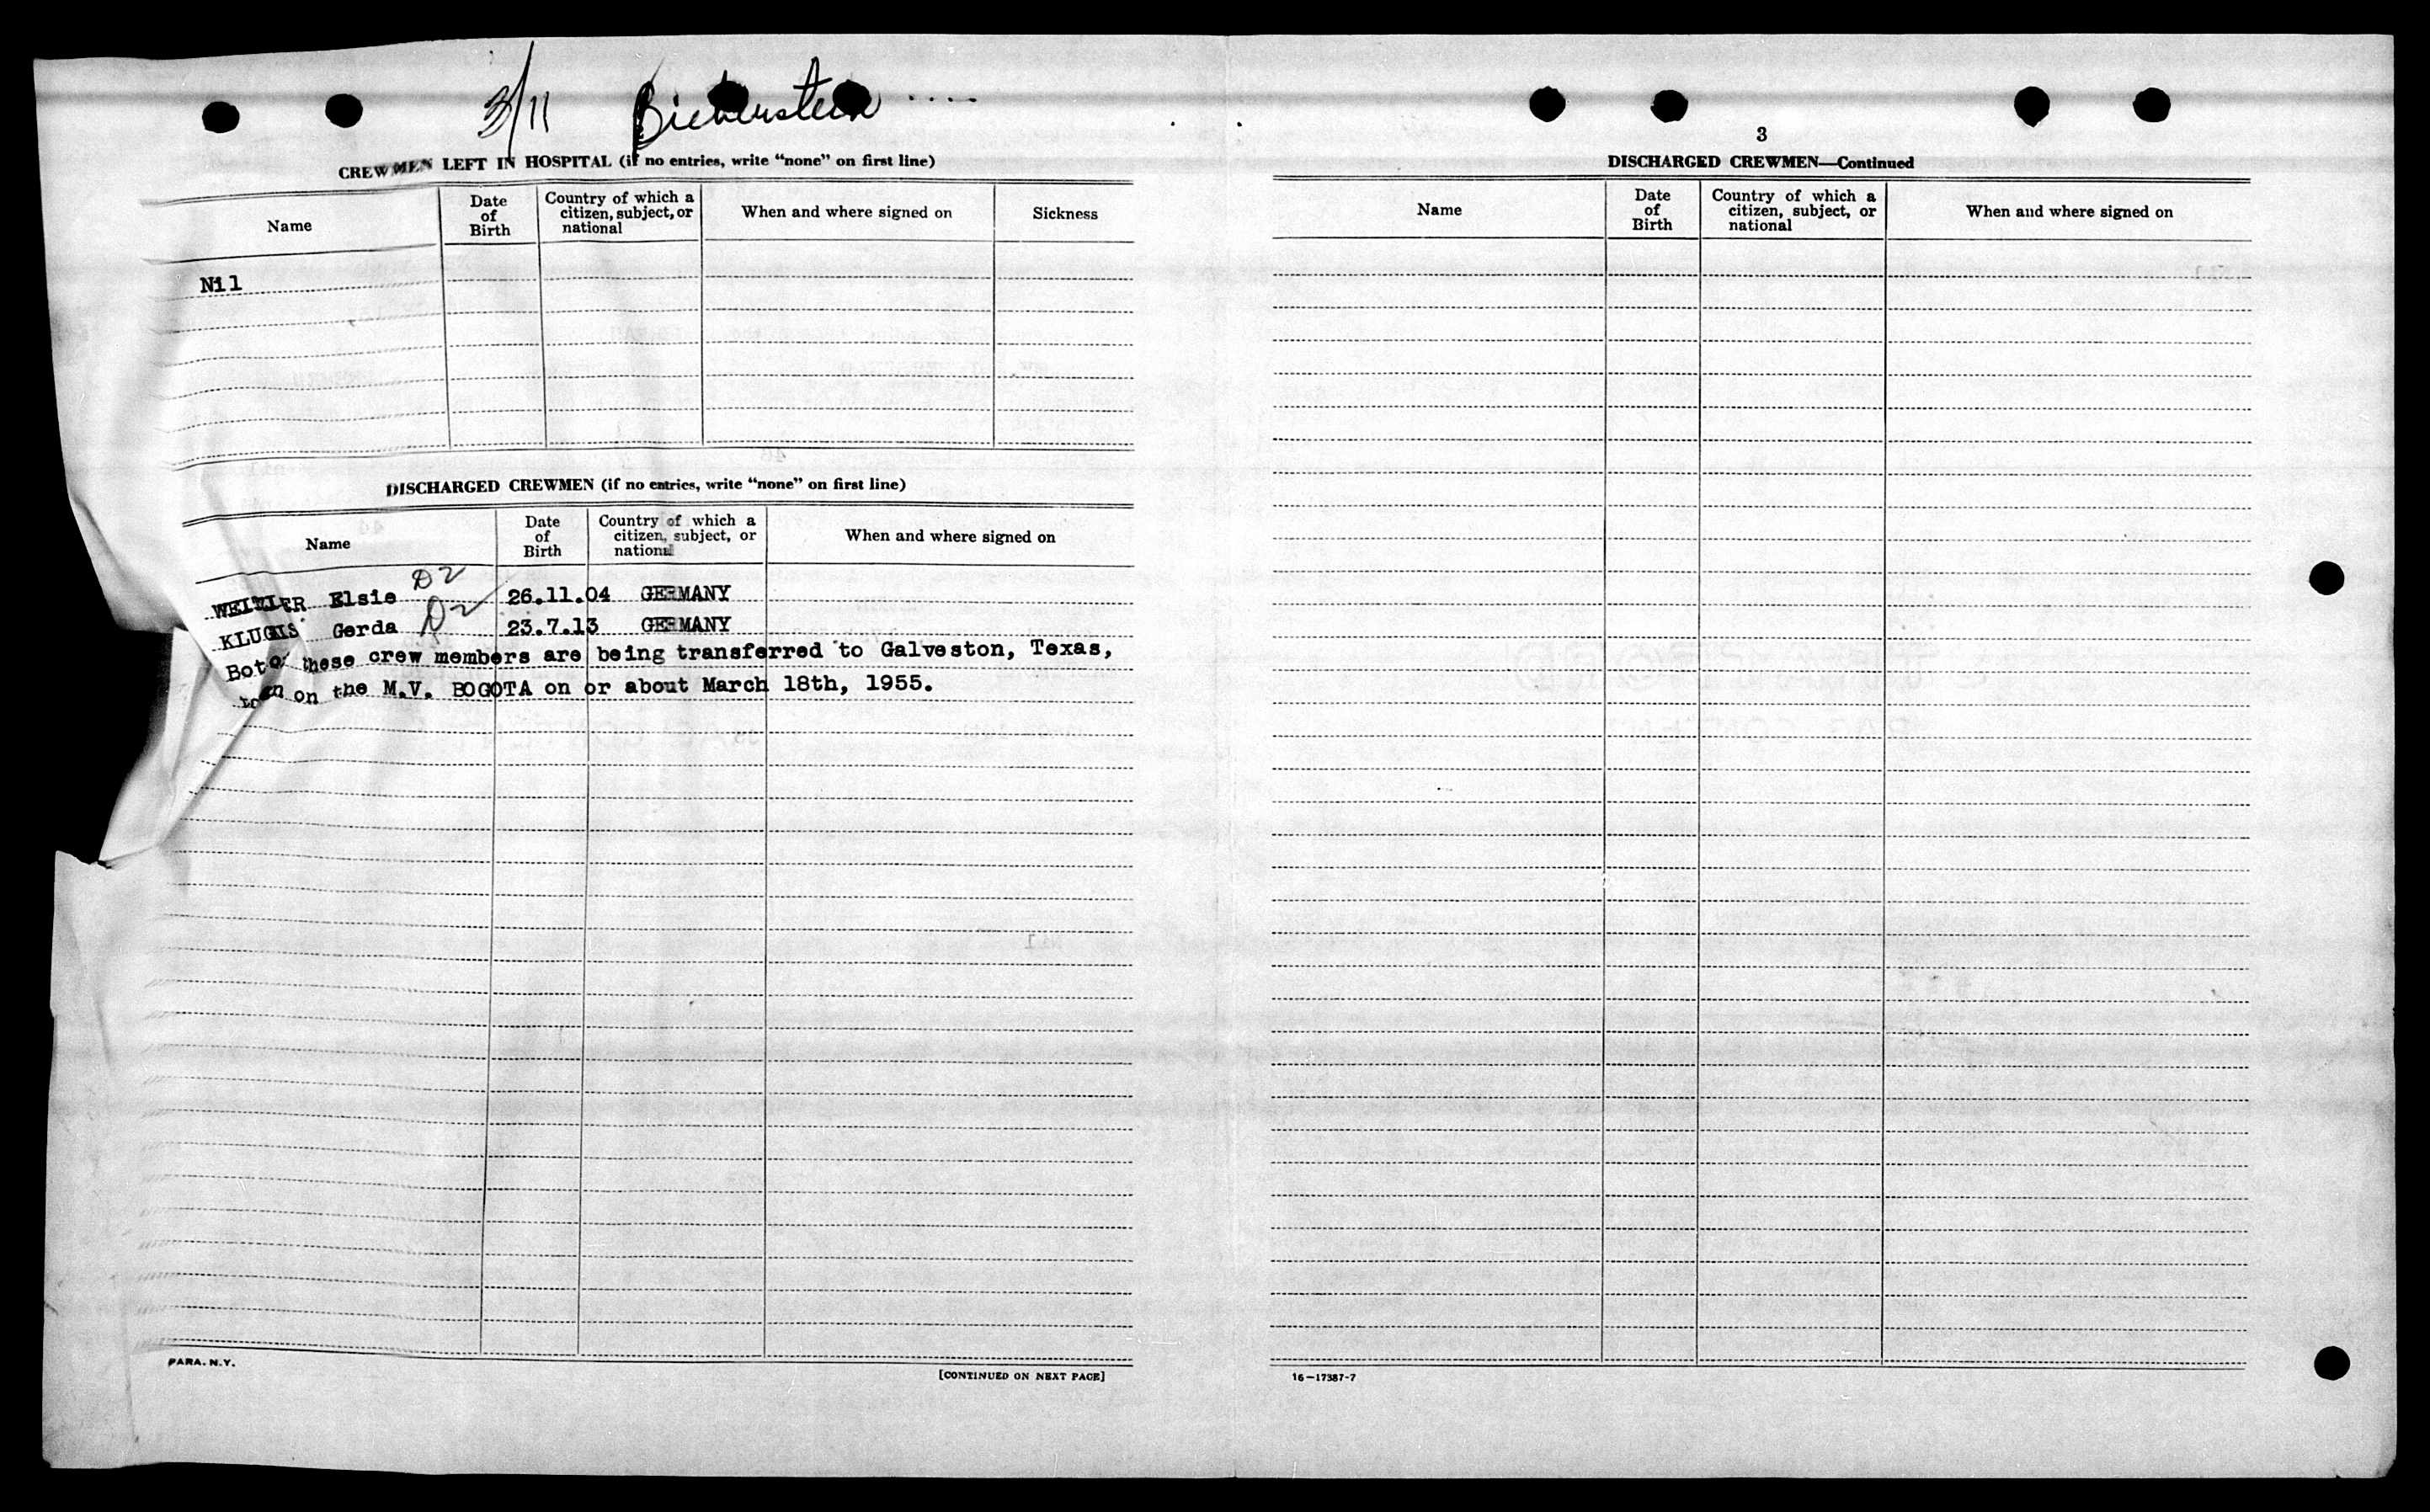 3/11 Bieberstein
CREWMEN LEFT IN HOSPITAL (if no entries, write "none" on first line)
Name
Date of Birth
Country of which a citizen, subject, or national
When and where signed on
Sickness
Nil
DISCHARGED CREWMEN (if no entries, write "none" on first line)
Name
Date of Birth
Country of which a citizen, subject, or national
When and where signed on
Elsie D2 26.11.04 GERMANY
Gerda D2 23.7.13 GERMANY
these crew members are being transferred to Galveston, Texas,
on the M.V. BOGOTA on or about March 18th, 1955.
PARA. N.Y.
[CONTINUED ON NEXT PAGE]
3
DISCHARGED CREWMEN—Continued
Name
Date of Birth
Country of which a citizen, subject, or national
When and where signed on
16—17387-7